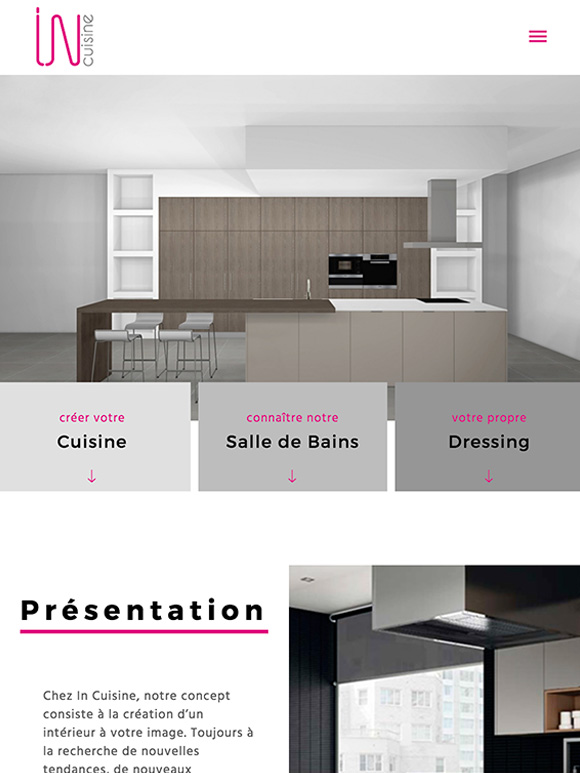 iN
cuisine
créer votre
Cuisine
↓
connaître notre
Salle de Bains
↓
votre propre
Dressing
↓
Présentation
Chez In Cuisine, notre concept
consiste à la création d’un
intérieur à votre image. Toujours à
la recherche de nouvelles
tendances, de nouveaux